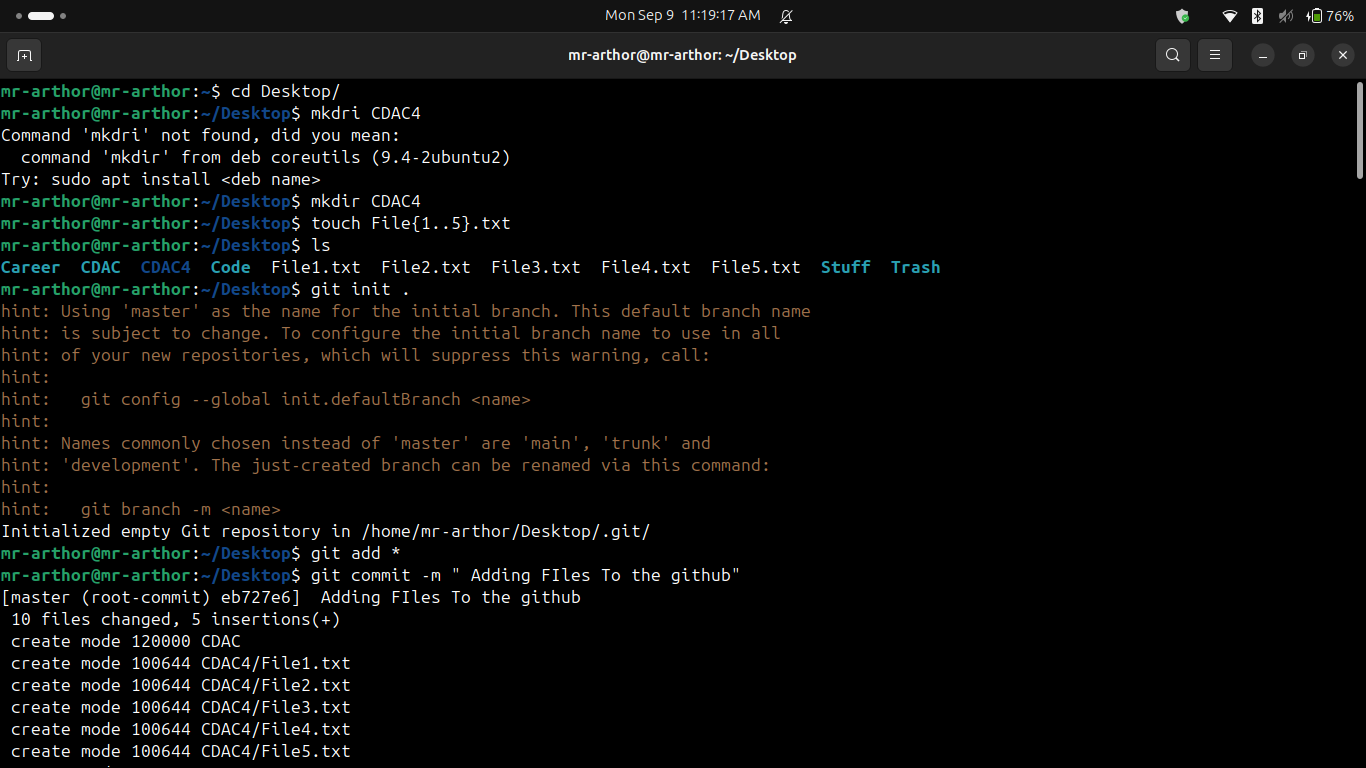 Mon Sep 9 11:19:17 AM
76%
mr-arthor@mr-arthor: ~/Desktop
mr-arthor@mr-arthor:~$ cd Desktop/
mr-arthor@mr-arthor:~/Desktop$ mkdri CDAC4
Command 'mkdri' not found, did you mean:
  command 'mkdir' from deb coreutils (9.4-2ubuntu2)
Try: sudo apt install <deb name>
mr-arthor@mr-arthor:~/Desktop$ mkdir CDAC4
mr-arthor@mr-arthor:~/Desktop$ touch File{1..5}.txt
mr-arthor@mr-arthor:~/Desktop$ ls
Career  CDAC  CDAC4  Code  File1.txt  File2.txt  File3.txt  File4.txt  File5.txt  Stuff  Trash
mr-arthor@mr-arthor:~/Desktop$ git init .
hint: Using 'master' as the name for the initial branch. This default branch name
hint: is subject to change. To configure the initial branch name to use in all
hint: of your new repositories, which will suppress this warning, call:
hint:
hint:   git config --global init.defaultBranch <name>
hint:
hint: Names commonly chosen instead of 'master' are 'main', 'trunk' and
hint: 'development'. The just-created branch can be renamed via this command:
hint:
hint:   git branch -m <name>
Initialized empty Git repository in /home/mr-arthor/Desktop/.git/
mr-arthor@mr-arthor:~/Desktop$ git add *
mr-arthor@mr-arthor:~/Desktop$ git commit -m " Adding FIles To the github"
[master (root-commit) eb727e6]  Adding FIles To the github
 10 files changed, 5 insertions(+)
 create mode 120000 CDAC
 create mode 100644 CDAC4/File1.txt
 create mode 100644 CDAC4/File2.txt
 create mode 100644 CDAC4/File3.txt
 create mode 100644 CDAC4/File4.txt
 create mode 100644 CDAC4/File5.txt